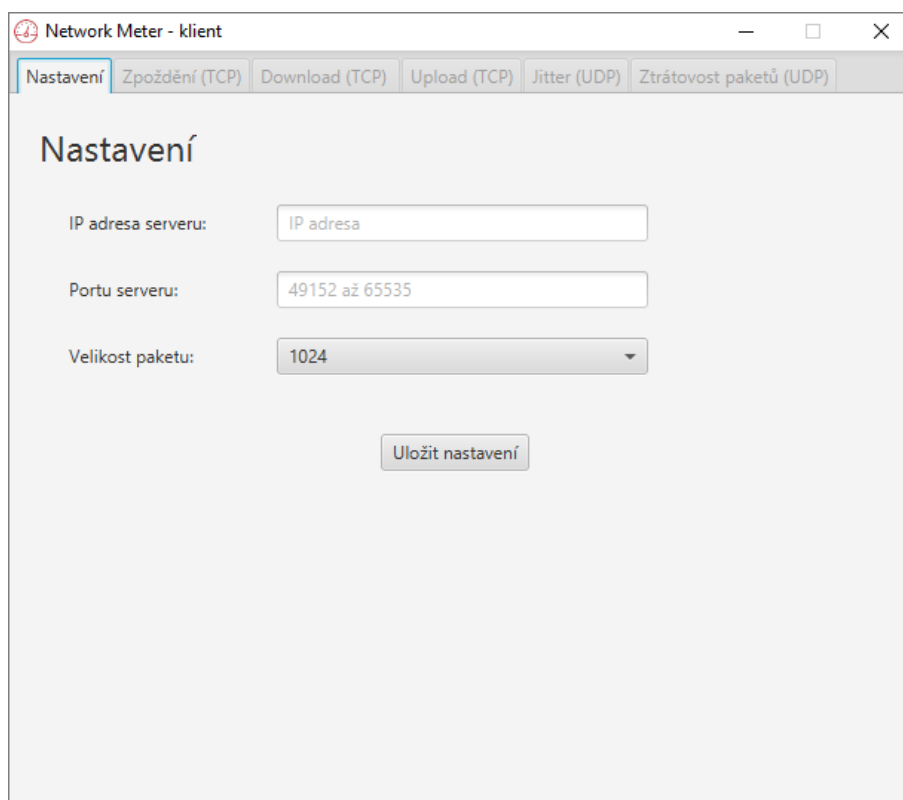 Network Meter - klient
Nastavení Zpoždění (TCP) Download (TCP) Upload (TCP) Jitter (UDP) Ztrátovost paketů (UDP)
Nastavení
IP adresa serveru: IP adresa
Portu serveru: 49152 až 65535
Velikost paketu: 1024
Uložit nastavení